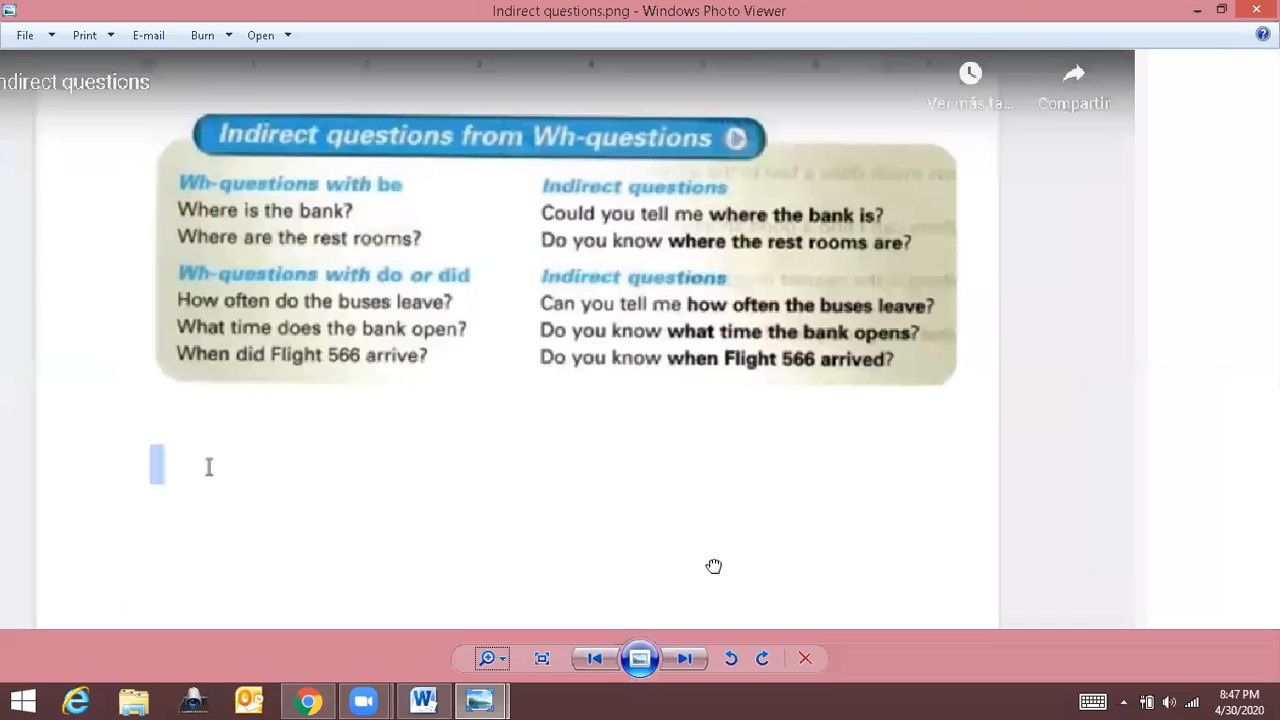 Indirect questions.png - Windows Photo Viewer
File Print E-mail Burn Open
ndirect questions
Ver más ta... Compartir
Indirect questions from Wh-questions
Wh-questions with be
Where is the bank?
Where are the rest rooms?
Indirect questions
Could you tell me where the bank is?
Do you know where the rest rooms are?
Wh-questions with do or did
How often do the buses leave?
What time does the bank open?
When did Flight 566 arrive?
Indirect questions
Can you tell me how often the buses leave?
Do you know what time the bank opens?
Do you know when Flight 566 arrived?
8:47 PM
4/30/2020